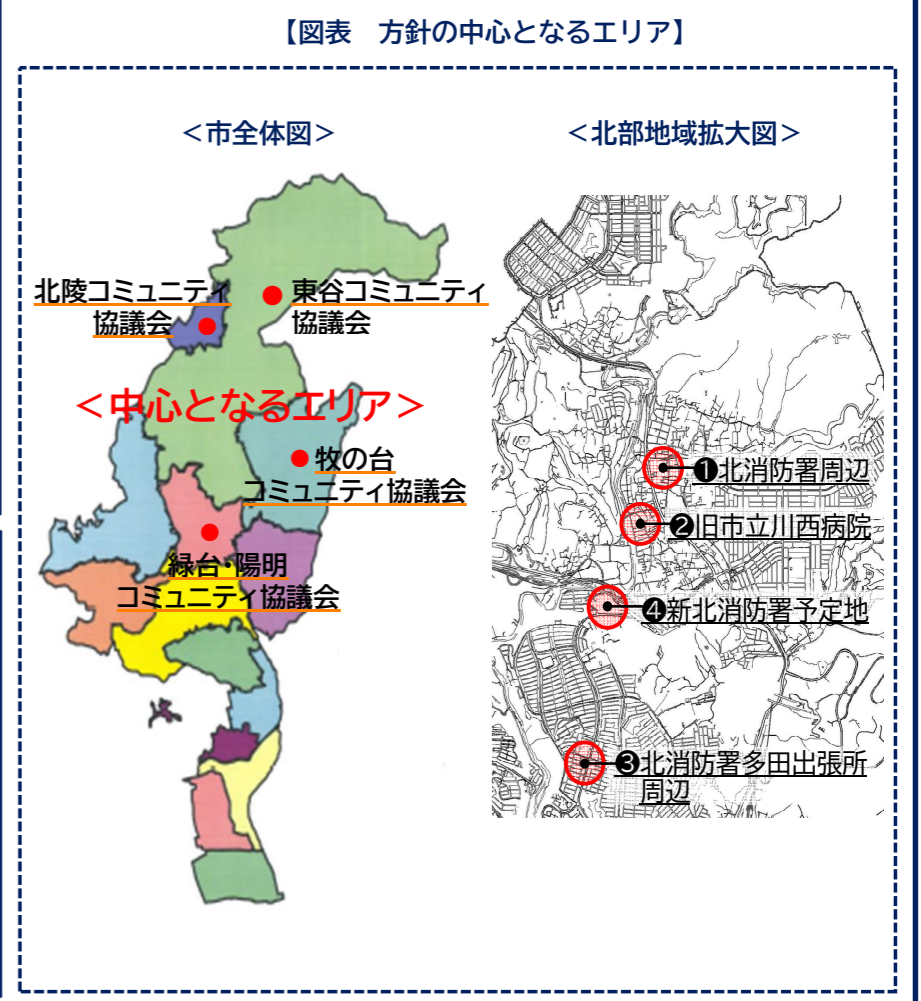 【図表　方針の中心となるエリア】
＜市全体図＞
北陵コミュニティ
協議会
東谷コミュニティ
協議会
＜中心となるエリア＞
牧の台
コミュニティ協議会
緑台・陽明
コミュニティ協議会
＜北部地域拡大図＞
❶北消防署周辺
❷旧市立川西病院
❹新北消防署予定地
❸北消防署多田出張所
周辺